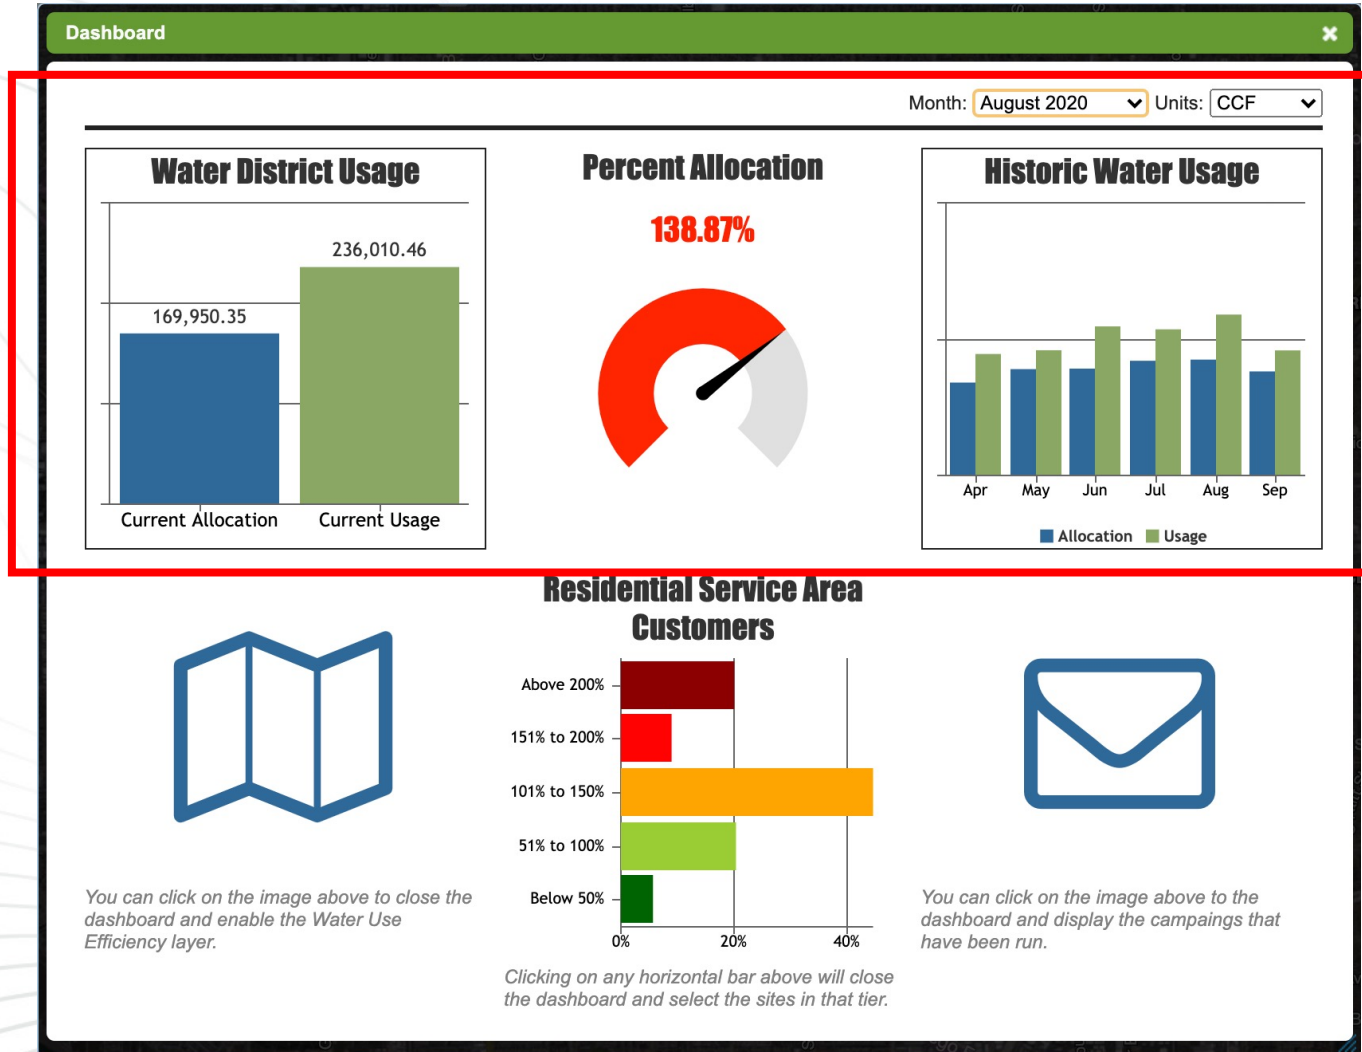 Dashboard
Month: August 2020 Units: CCF
Water District Usage
236,010.46
169,950.35
Current Allocation Current Usage
Percent Allocation
138.87%
Historic Water Usage
Apr May Jun Jul Aug Sep
Allocation Usage
You can click on the image above to close the
dashboard and enable the Water Use
Efficiency layer.
Residential Service Area
Customers
Above 200%
151% to 200%
101% to 150%
51% to 100%
Below 50%
0% 20% 40%
Clicking on any horizontal bar above will close
the dashboard and select the sites in that tier.
You can click on the image above to the
dashboard and display the campaings that
have been run.